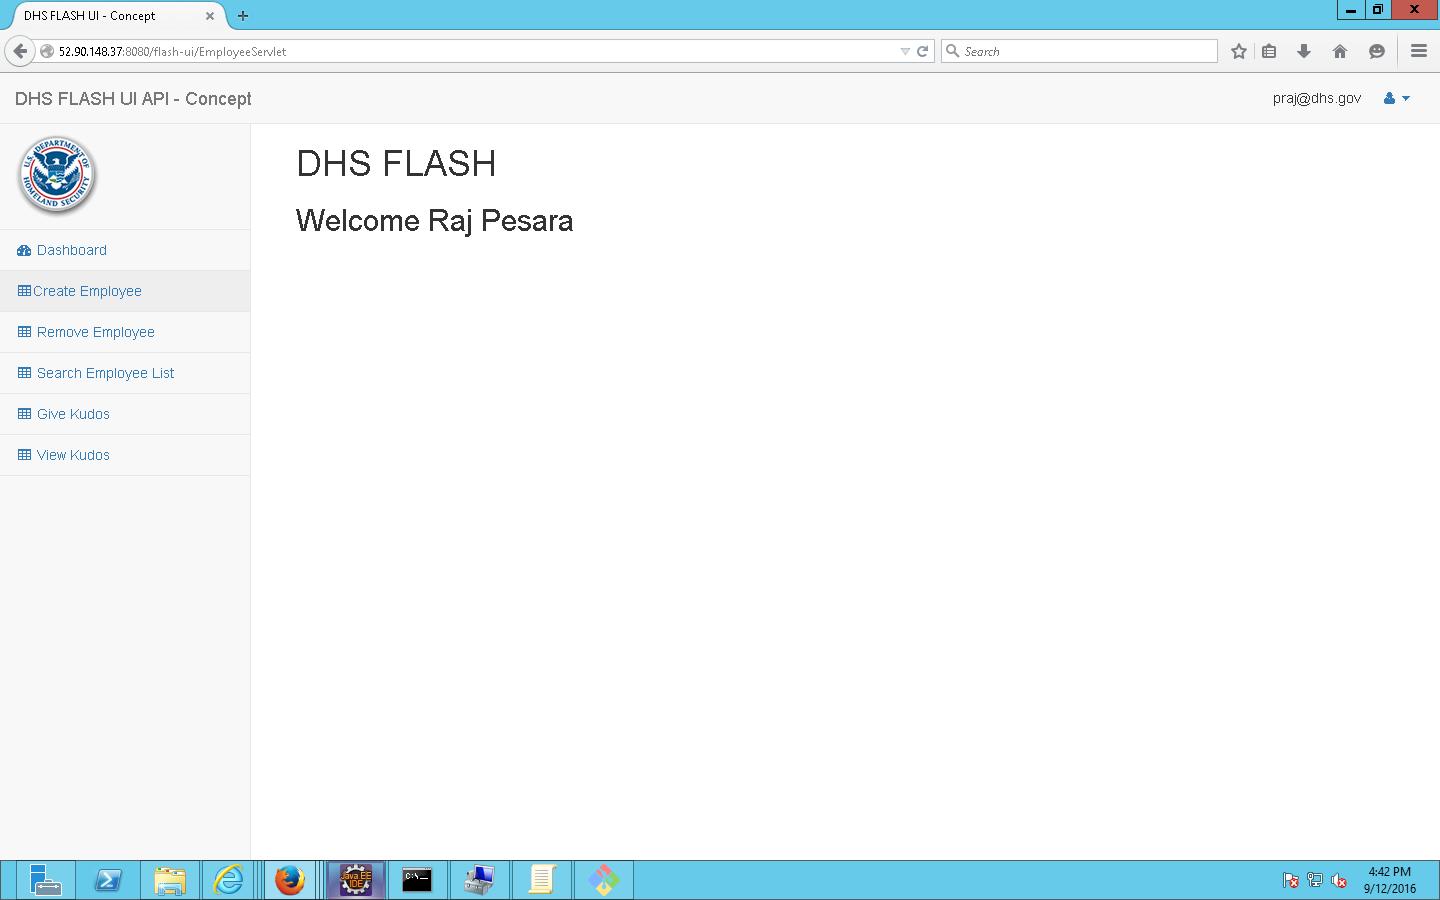 DHS FLASH UI - Concept
52.90.148.37:8080/flash-ui/EmployeeServlet
Search
DHS FLASH UI API - Concept
praj@dhs.gov
U.S. DEPARTMENT OF
HOMELAND SECURITY
DHS FLASH
Welcome Raj Pesara
Dashboard
Create Employee
Remove Employee
Search Employee List
Give Kudos
View Kudos
Java EE
IDE
C:\-
4:42 PM
9/12/2016